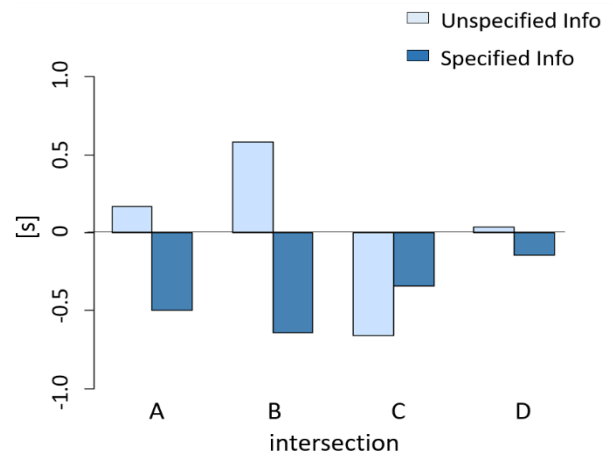 Unspecified Info
Specified Info
1.0
0.5
0
-0.5
-1.0
[s]
A B C D
intersection